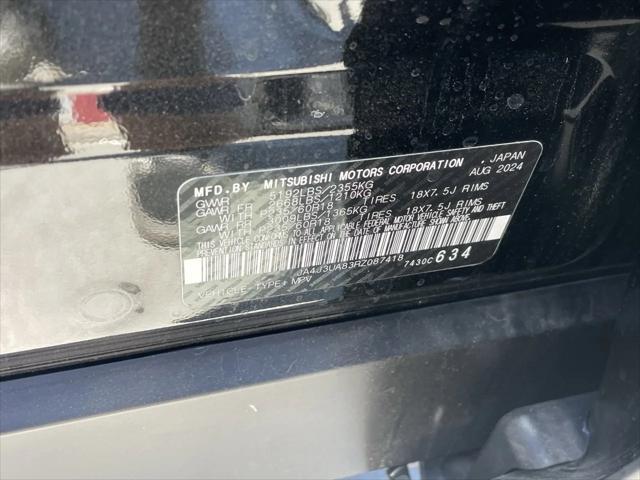 MFD.BY MITSUBISHI MOTORS CORPORATION , JAPAN
GVWR 5192LBS/2355KG AUG 2024
GAWR FR 2668LBS/1210KG
WITH P235/60R18 TIRES 18X7.5J RIMS
GAWR RR 3009LBS/1365KG
WITH P235/60R18 TIRES 18X7.5J RIMS
THIS VEHICLE CONFORMS TO ALL APPLICABLE FEDERAL MOTOR VEHICLE SAFETY AND
THEFT PREVENTION STANDARDS IN EFFECT ON THE DATE OF MANUFACTURE SHOWN ABOVE.
JA4J3UA83RZ087418 7430C 634
VEHICLE TYPE: MPV